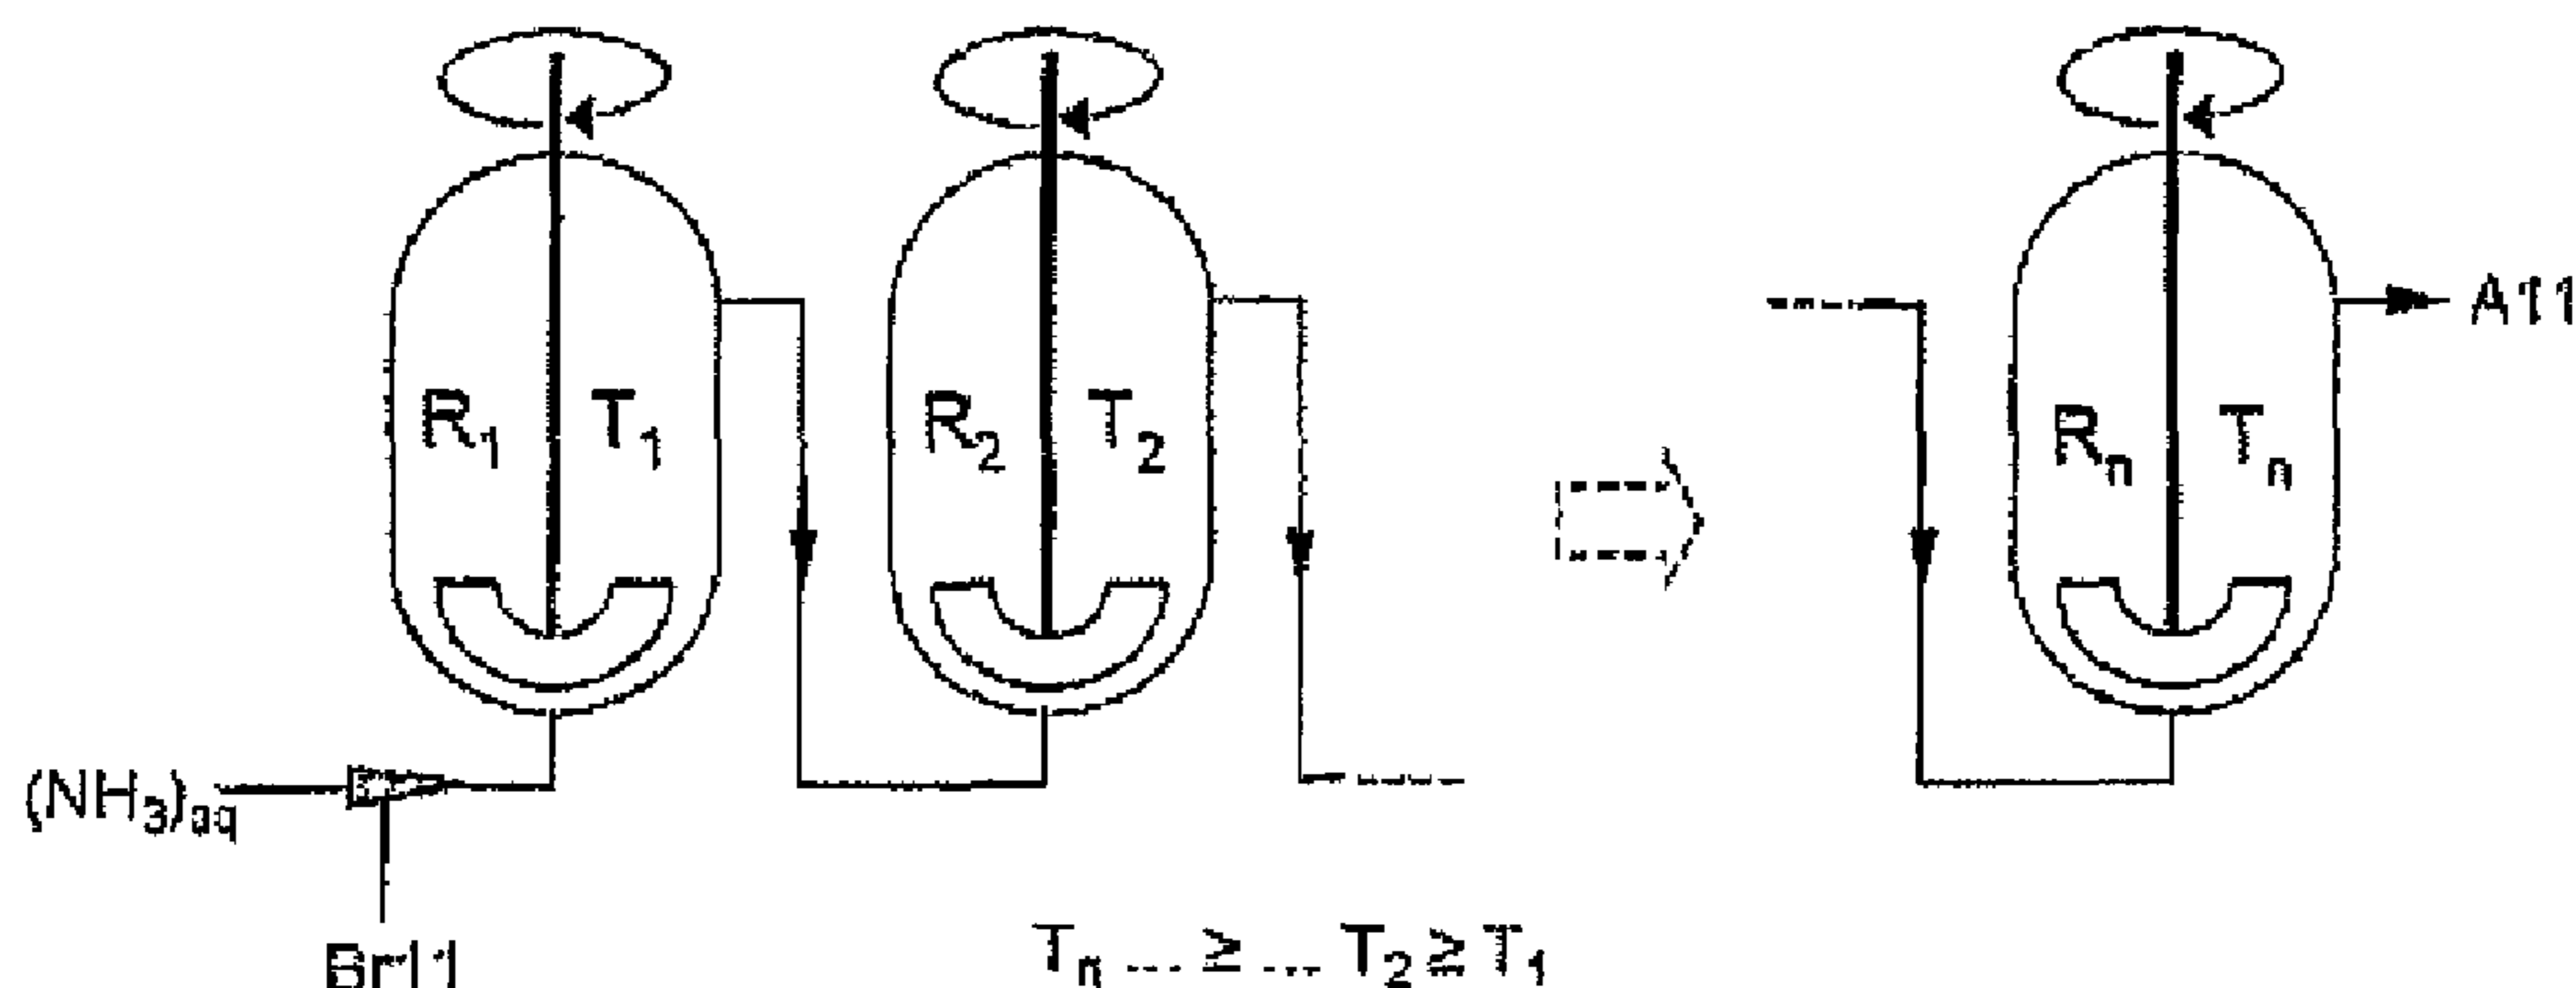 R₁ T₁ R₂ T₂ Rₙ Tₙ
A11
(NH₃)aq
Br11
Tₙ ... ≥ ... T₂ ≥ T₁